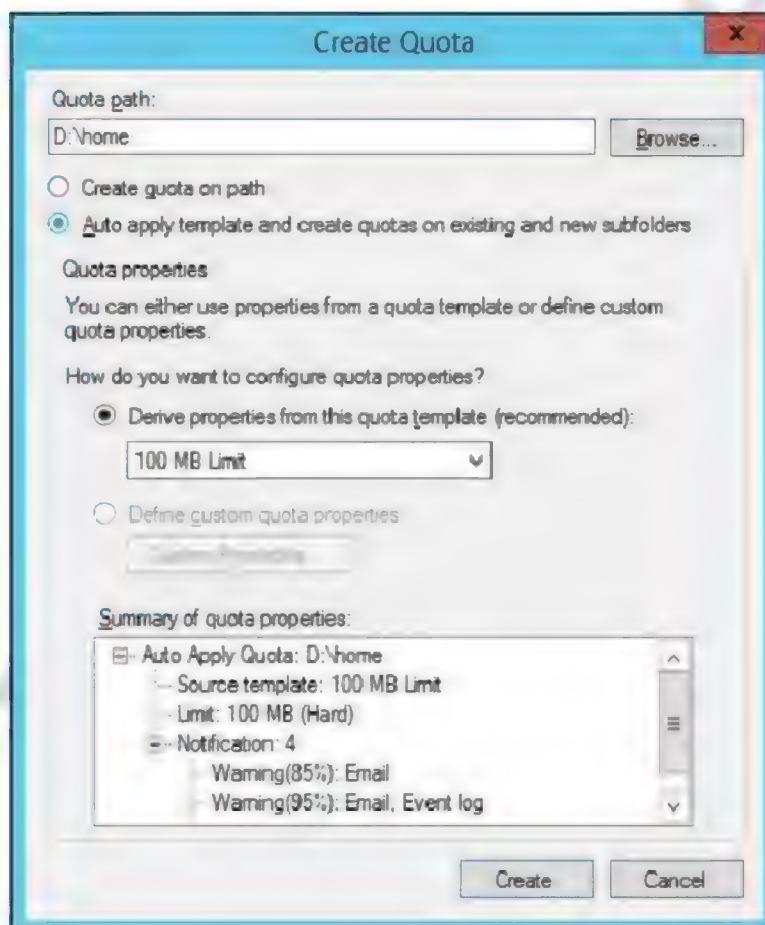 Create Quota
x
Quota path:
D:\home
Browse...
Create quota on path
Auto apply template and create quotas on existing and new subfolders
Quota properties
You can either use properties from a quota template or define custom
quota properties.
How do you want to configure quota properties?
Derive properties from this quota template (recommended):
100 MB Limit
Define custom quota properties
Summary of quota properties:
Auto Apply Quota: D:\home
Source template: 100 MB Limit
Limit: 100 MB (Hard)
Notification: 4
Warning(85%): Email
Warning(95%): Email, Event log
Create
Cancel